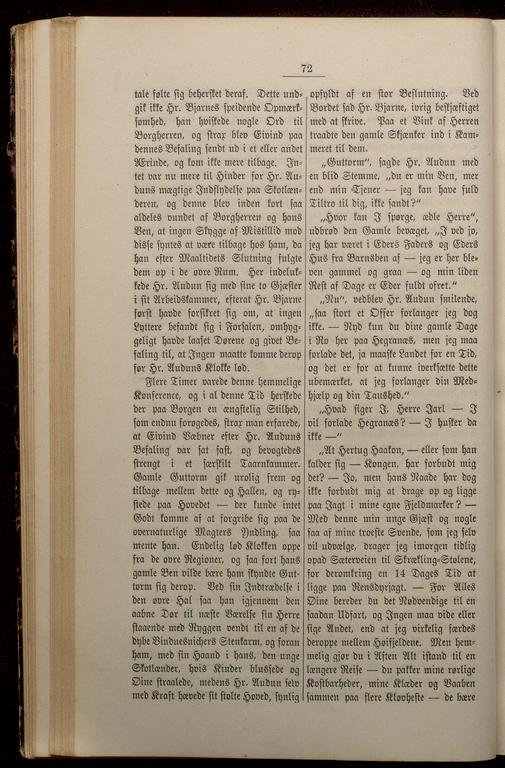 72
tale følte sig behersket deraf. Dette und-
gik ikke Hr. Bjarnes speidende Opmærk-
somhed, han hviskede nogle Ord til
Borgherren, og strax blev Eivind paa
dennes Befaling sendt ud i et eller andet
Ærinde, og kom ikke mere tilbage. In-
tet var nu mere til Hinder for Hr. Au-
duns mægtige Indflydelse paa Skotlæn-
deren, og denne blev inden kort saa
aldeles vundet af Borgherren og hans
Ven, at ingen Skygge af Mistillid mod
disse syntes at være tilbage hos ham, da
han efter Maaltidets Slutning fulgte
dem op i de øvre Rum. Her indeluk-
kede Hr. Audun sig med sine to Gjæster
i sit Arbeidskammer, efterat Hr. Bjarne
først havde forsikret sig om, at ingen
Lyttere befandt sig i Forsalen, omhyg-
geligt havde laaset Dørene og givet Be-
faling til, at Ingen maatte komme derop
før Hr. Auduns Klokke lød.
Flere Timer varede denne hemmelige
Konference, og i al denne Tid herskede
der paa Borgen en ængstelig Stilhed,
som endnu forøgedes, strax man erfarede,
at Eivind Væbner efter Hr. Auduns
Befaling var sat fast, og bevogtedes
strengt i et særskilt Taarnkammer.
Gamle Guttorm gik urolig frem og
tilbage mellem dette og Hallen, og ry-
stede paa Hovedet — der kunde intet
Godt komme af at forgribe sig paa de
overnaturlige Magters Yndling, saa
mente han. Endelig lød Klokken oppe
fra de øvre Regioner, og saa fort hans
gamle Ben vilde bære ham skyndte Gut-
torm sig derop. Ved sin Indtrædelse i
den øvre Hal saa han igjennem den
aabne Dør til næste Værelse sin Herre
staaende med Ryggen vendt til en af de
dybe Vinduesnichers Stenkarm, og foran
ham, med sin Haand i hans, den unge
Skotlænder, hvis Kinder blussede og
Øine straalede, medens Hr. Audun selv
med Kraft hævede sit stolte Hoved, synlig
opfyldt af en stor Beslutning. Ved
Bordet sad Hr. Bjarne, ivrig beskjæftiget
med at skrive. Paa et Vink af Herren
traadte den gamle Skjænker ind i Kam-
meret til dem.
„Guttorm“, sagde Hr. Audun med
en blid Stemme, „du er min Ven, mer
end min Tjener — jeg kan have fuld
Tiltro til dig, ikke sandt?“
„Hvor kan I spørge, ædle Herre“,
udbrød den Gamle bevæget, „I ved jo,
jeg har været i Eders Faders og Eders
Hus fra Barnsben af — jeg er her ble-
ven gammel og graa — og min liden
Rest af Dage er Eder fuldt ofret.“
„Nu“, vedblev Hr. Audun smilende,
„saa stort et Offer forlanger jeg dog
ikke. — Nyd kun du dine gamle Dage
i Ro her paa Hegranæs, men jeg maa
forlade det, ja maaske Landet for en Tid,
og det er for at kunne iverksætte dette
ubemærket, at jeg forlanger din Med-
hjælp og din Taushed.“
„Hvad siger I, Herre Jarl — I
vil forlade Hegranæs? — I husker da
ikke —“
„At Hertug Haakon, — eller som han
kalder sig — Kongen, har forbudt mig
det? — Jo, men hans Naade har dog
ikke forbudt mig at drage op og ligge
paa Jagt i mine egne Fjeldmarker? —
Med denne min unge Gjæst og nogle
faa af mine troeste Svende, som jeg selv
vil udvælge, drager jeg imorgen tidlig
opad Sæterveien til Skrækling-Stølene,
for deromkring en 14 Dages Tid at
ligge paa Rensdyrjagt. — For Alles
Øine bereder du det Nødvendige til en
saadan Udfart, og Ingen maa vide eller
sige Andet, end at jeg virkelig færdes
deroppe mellem Høifjeldene. Men hem-
melig gjør du i Aften Alt istand til en
længere Reise — du pakker mine rørlige
Kostbarheder, mine Klæder og Vaaben
sammen paa flere Kløvheste — de bære